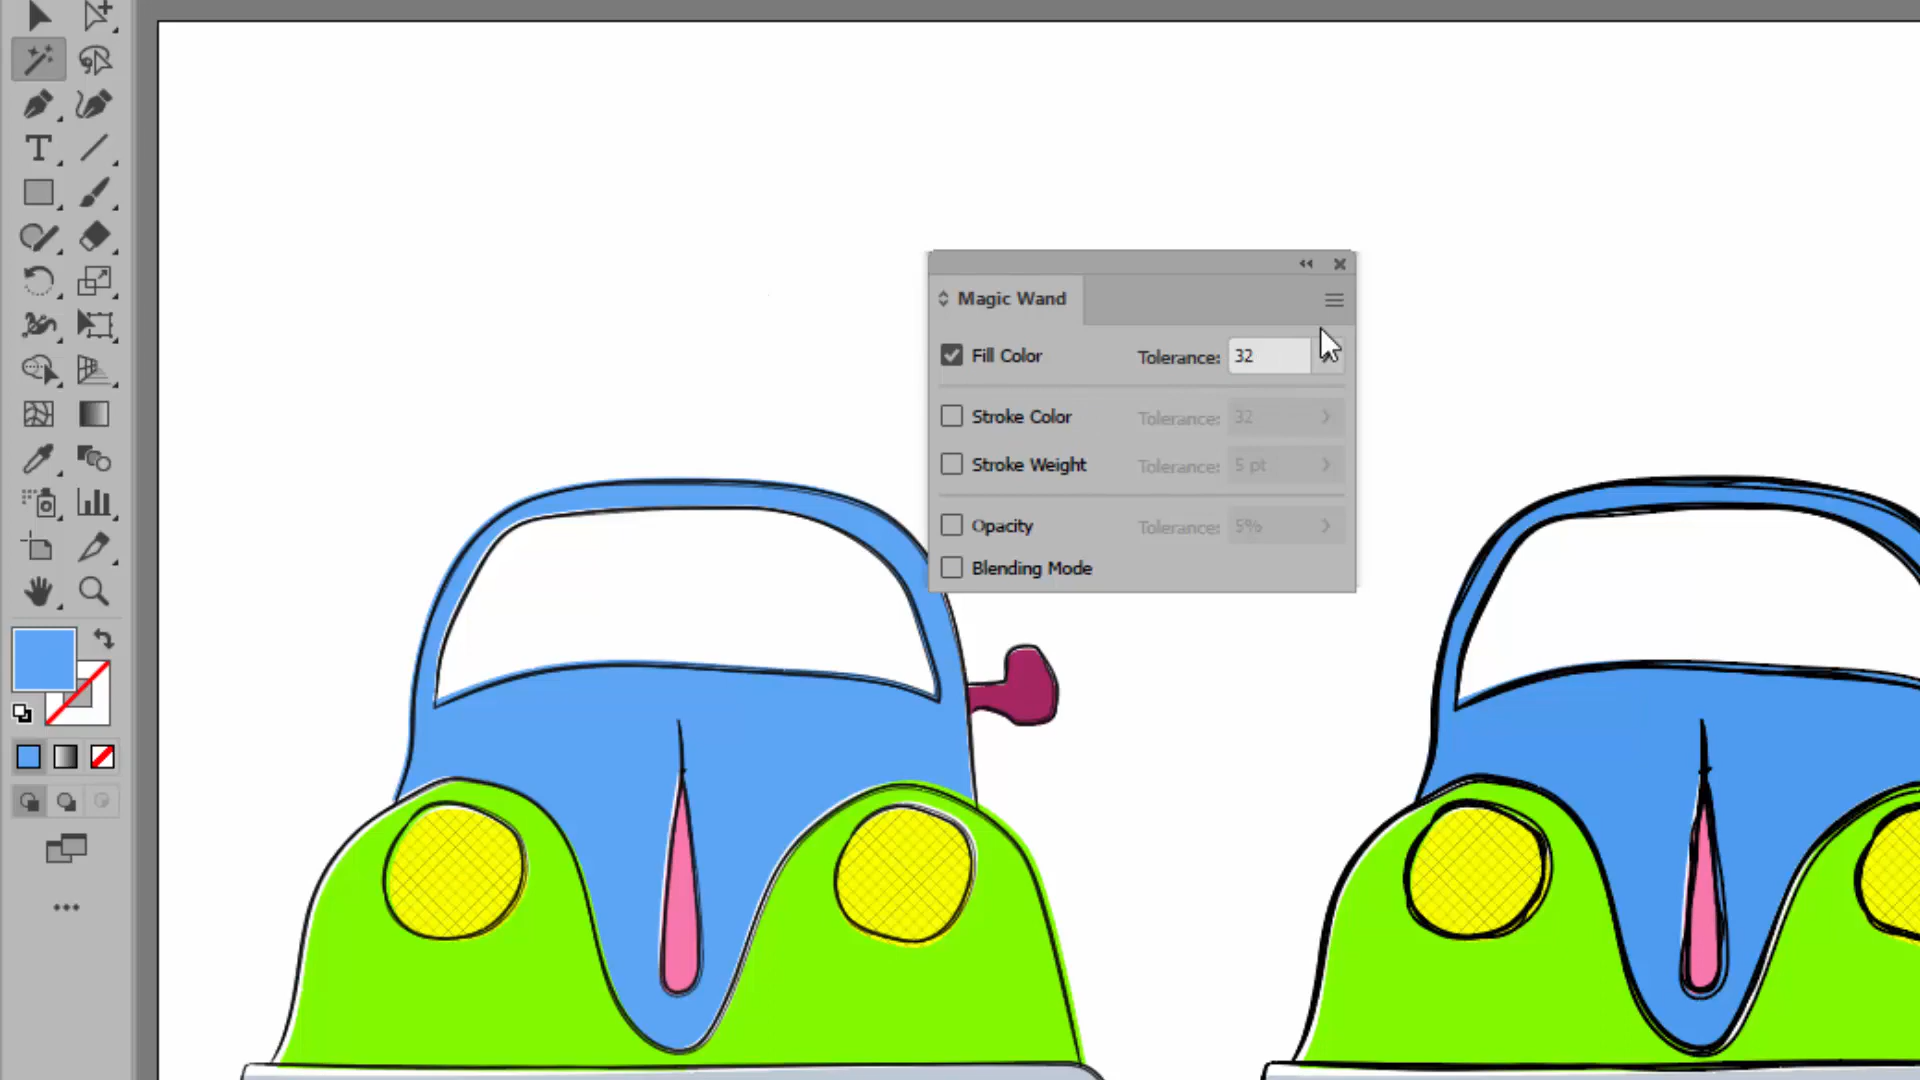 Magic Wand
Fill Color Tolerance: 32
Stroke Color Tolerance: 32
Stroke Weight Tolerance: 5 pt
Opacity Tolerance: 5%
Blending Mode